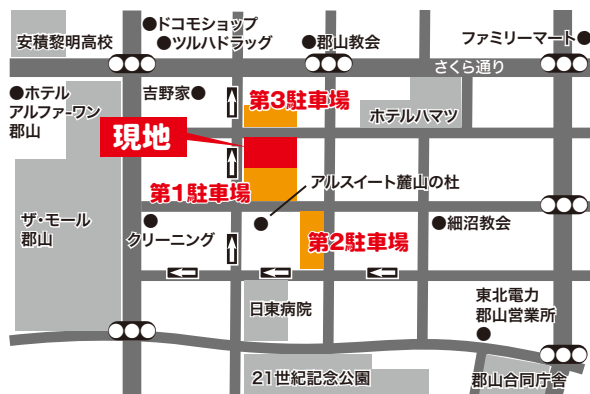 ドコモショップ
安積黎明高校
ツルハドラッグ
郡山教会
ファミリーマート
さくら通り
ホテル
アルファーワン
郡山
吉野家
第3駐車場
ホテルハマツ
現地
第1駐車場
アルスイート麓山の杜
ザ・モール
郡山
クリーニング
第2駐車場
細沼教会
日東病院
東北電力
郡山営業所
21世紀記念公園
郡山合同庁舎